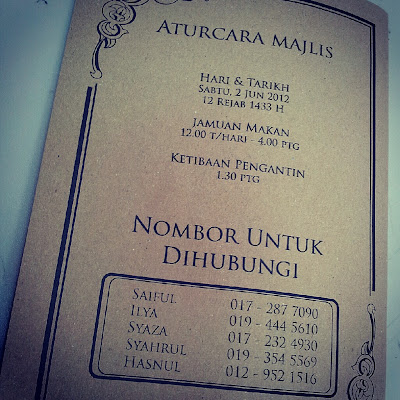 ATURCARA MAJLIS
HARI & TARIKH
SABTU, 2 JUN 2012
12 REJAB 1433 H
JAMUAN MAKAN
12.00 T/HARI - 4.00 PTG
KETIBAAN PENGANTIN
1.30 PTG
NOMBOR UNTUK
DIHUBUNGI
SAIFUL 017 - 287 7090
ILYA 019 - 444 5610
SYAZA 017 - 232 4930
SYAHRUL 019 - 354 5569
HASNUL 012 - 952 1516